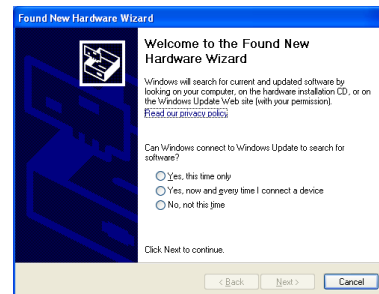 Found New Hardware Wizard
Welcome to the Found New
Hardware Wizard
Windows will search for current and updated software by
looking on your computer, on the hardware installation CD, or on
the Windows Update Web site (with your permission).
Read our privacy policy
Can Windows connect to Windows Update to search for
software?
Yes, this time only
Yes, now and every time I connect a device
No, not this time
Click Next to continue.
< Back Next > Cancel